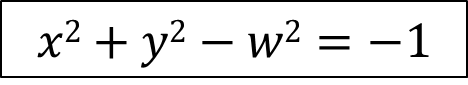 x² + y² − w² = −1